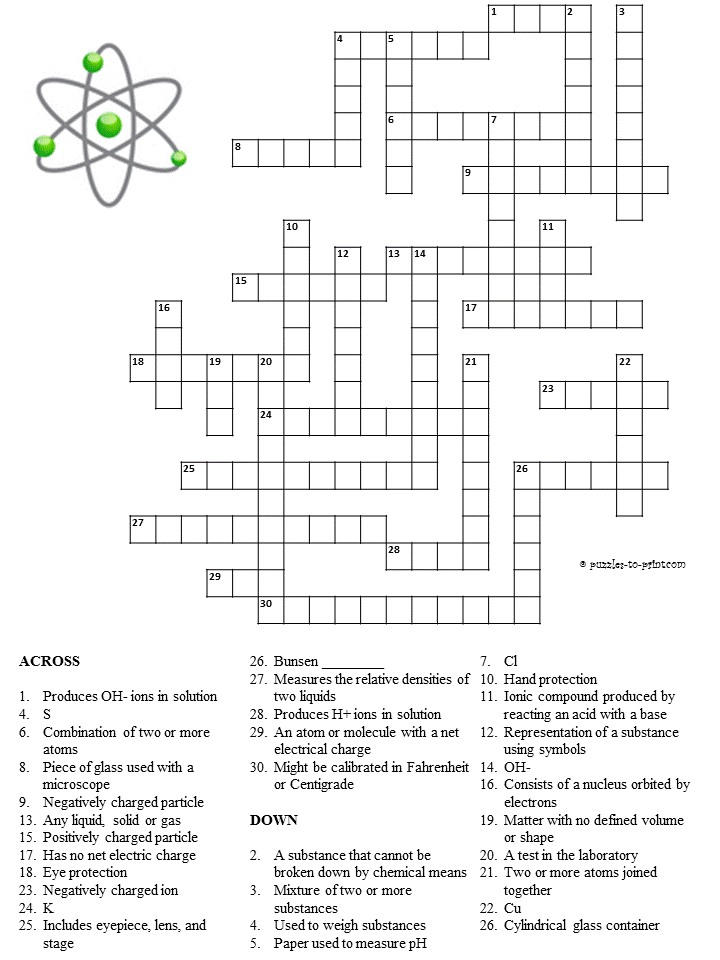 1 2 3
4 5
6 7
8
9
10 11
12 13 14
15
16 17
18 19 20 21 22
23
24
25 26
27
28
© puzzles-to-print.com
29
30
ACROSS
1. Produces OH- ions in solution
4. S
6. Combination of two or more
atoms
8. Piece of glass used with a
microscope
9. Negatively charged particle
13. Any liquid, solid or gas
15. Positively charged particle
17. Has no net electric charge
18. Eye protection
23. Negatively charged ion
24. K
25. Includes eyepiece, lens, and
stage
26. Bunsen _________
27. Measures the relative densities of
two liquids
28. Produces H+ ions in solution
29. An atom or molecule with a net
electrical charge
30. Might be calibrated in Fahrenheit
or Centigrade
DOWN
2. A substance that cannot be
broken down by chemical means
3. Mixture of two or more
substances
4. Used to weigh substances
5. Paper used to measure pH
7. Cl
10. Hand protection
11. Ionic compound produced by
reacting an acid with a base
12. Representation of a substance
using symbols
14. OH-
16. Consists of a nucleus orbited by
electrons
19. Matter with no defined volume
or shape
20. A test in the laboratory
21. Two or more atoms joined
together
22. Cu
26. Cylindrical glass container